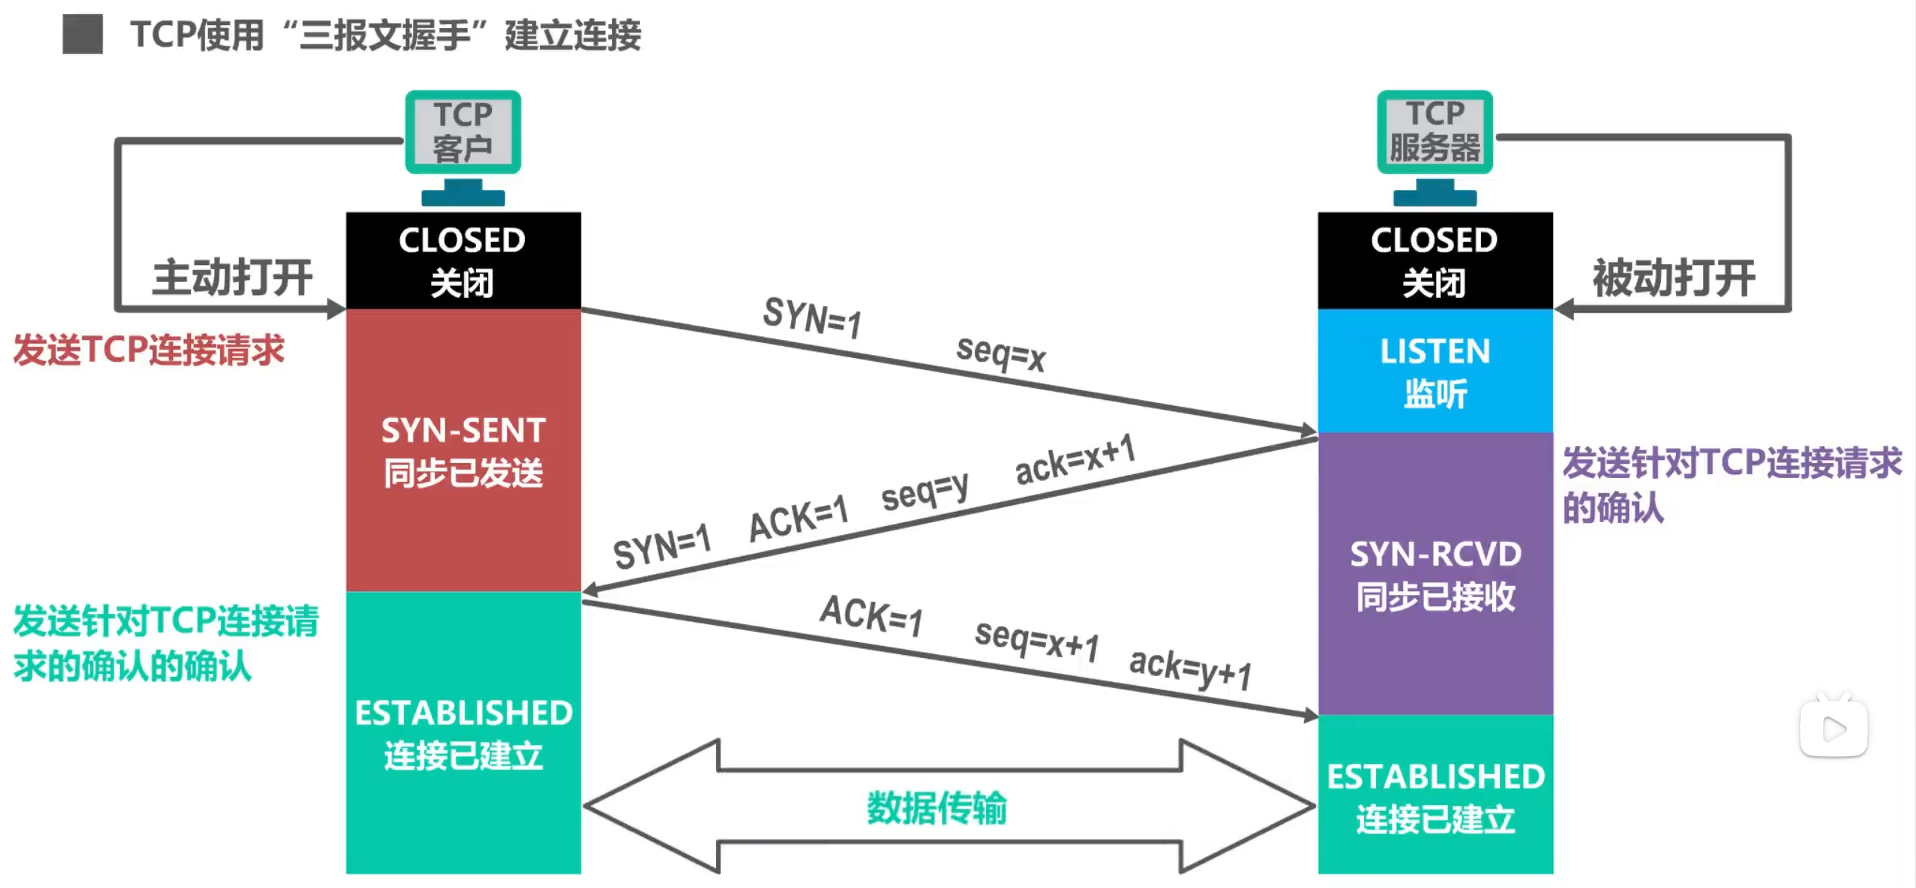 TCP使用“三报文握手”建立连接
TCP
客户
TCP
服务器
CLOSED
关闭
CLOSED
关闭
主动打开
被动打开
发送TCP连接请求
SYN=1
seq=x
LISTEN
监听
SYN-SENT
同步已发送
SYN=1 ACK=1 seq=y ack=x+1
发送针对TCP连接请求
的确认
SYN-RCVD
同步已接收
发送针对TCP连接请
求的确认的确认
ACK=1 seq=x+1 ack=y+1
ESTABLISHED
连接已建立
数据传输
ESTABLISHED
连接已建立